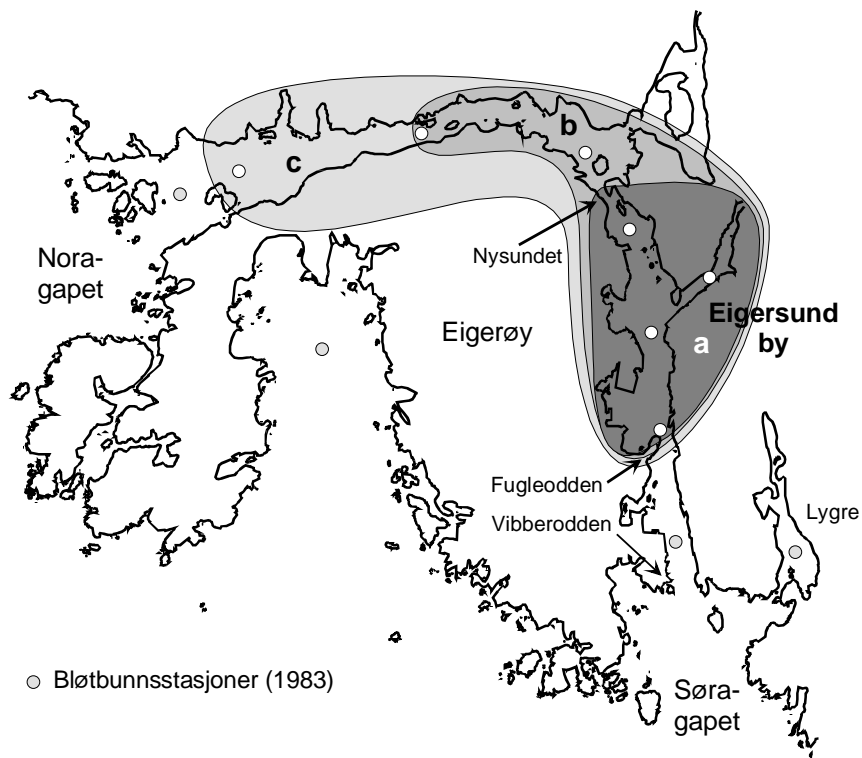 b
c
Nysundet
Nora-
gapet
Eigersund
by
Eigerøy
a
Fugleodden
Vibberodden
Lygre
Bløtbunnsstasjoner (1983)
Søra-
gapet